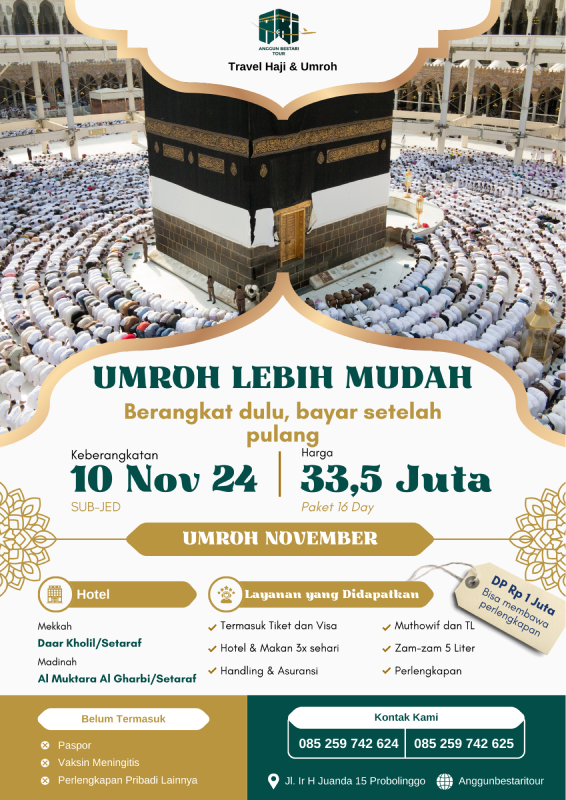 ANGGUN BESTARI
TOUR
Travel Haji & Umroh
UMROH LEBIH MUDAH
Berangkat dulu, bayar setelah
pulang
Keberangkatan
10 Nov 24
SUB-JED
Harga
33,5 Juta
Paket 16 Day
UMROH NOVEMBER
Hotel
Mekkah
Daar Kholil/Setaraf
Madinah
Al Muktara Al Gharbi/Setaraf
Layanan yang Didapatkan
Termasuk Tiket dan Visa
Hotel & Makan 3x sehari
Handling & Asuransi
Muthowif dan TL
Zam-zam 5 Liter
Perlengkapan
DP Rp 1 Juta
Bisa membawa
perlengkapan
Belum Termasuk
Paspor
Vaksin Meningitis
Perlengkapan Pribadi Lainnya
Kontak Kami
085 259 742 624
085 259 742 625
Jl. Ir H Juanda 15 Probolinggo
Anggunbestaritour